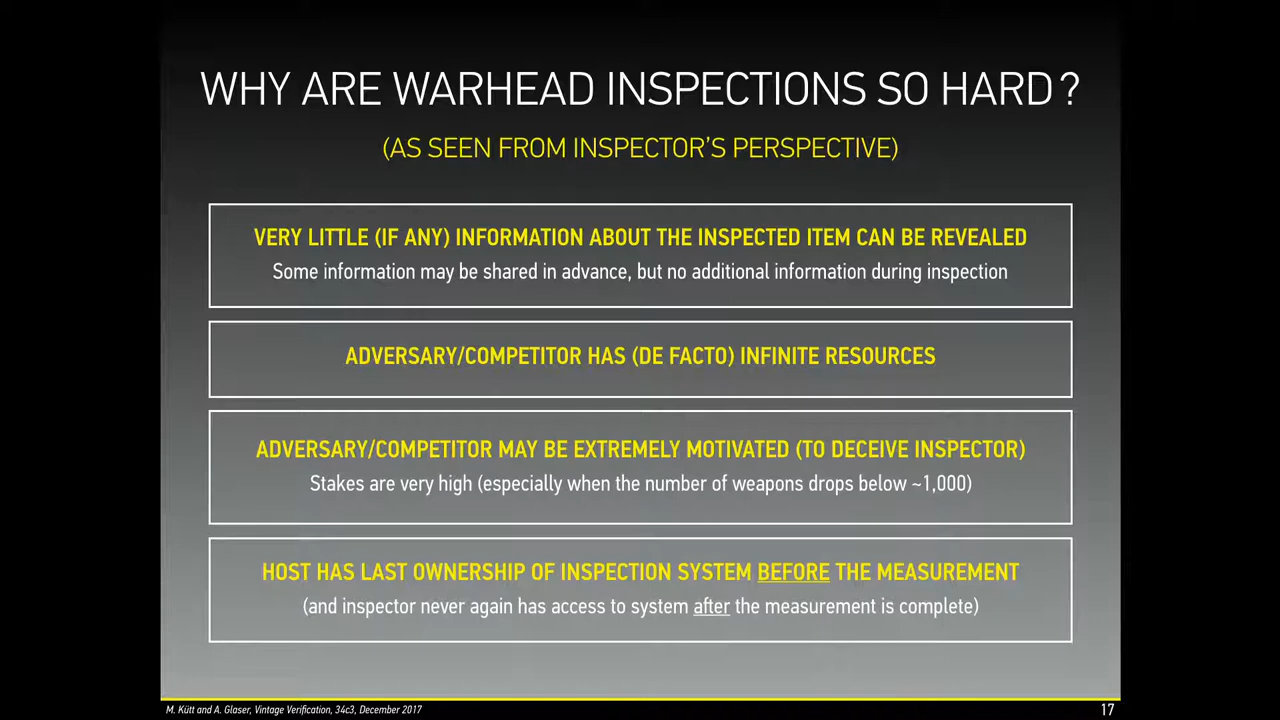 WHY ARE WARHEAD INSPECTIONS SO HARD?
(AS SEEN FROM INSPECTOR'S PERSPECTIVE)
VERY LITTLE (IF ANY) INFORMATION ABOUT THE INSPECTED ITEM CAN BE REVEALED
Some information may be shared in advance, but no additional information during inspection
ADVERSARY/COMPETITOR HAS (DE FACTO) INFINITE RESOURCES
ADVERSARY/COMPETITOR MAY BE EXTREMELY MOTIVATED (TO DECEIVE INSPECTOR)
Stakes are very high (especially when the number of weapons drops below ~1,000)
HOST HAS LAST OWNERSHIP OF INSPECTION SYSTEM BEFORE THE MEASUREMENT
(and inspector never again has access to system after the measurement is complete)
M. Kütt and A. Glaser, Vintage Verification, 34c3, December 2017
17